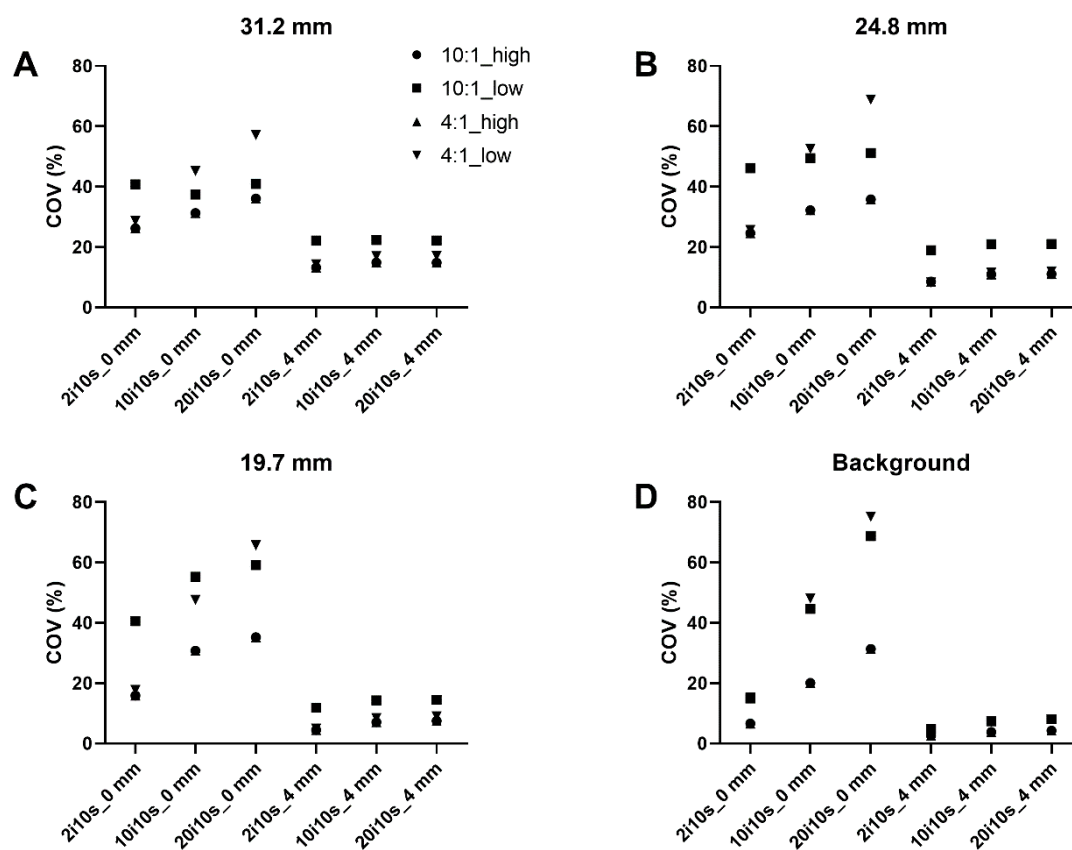 31.2 mm
A
COV (%)
80
60
40
20
0
10:1_high
10:1_low
4:1_high
4:1_low
2i10s_0 mm
10i10s_0 mm
20i10s_0 mm
2i10s_4 mm
10i10s_4 mm
20i10s_4 mm
24.8 mm
B
COV (%)
80
60
40
20
0
2i10s_0 mm
10i10s_0 mm
20i10s_0 mm
2i10s_4 mm
10i10s_4 mm
20i10s_4 mm
19.7 mm
C
COV (%)
80
60
40
20
0
2i10s_0 mm
10i10s_0 mm
20i10s_0 mm
2i10s_4 mm
10i10s_4 mm
20i10s_4 mm
Background
D
COV (%)
80
60
40
20
0
2i10s_0 mm
10i10s_0 mm
20i10s_0 mm
2i10s_4 mm
10i10s_4 mm
20i10s_4 mm